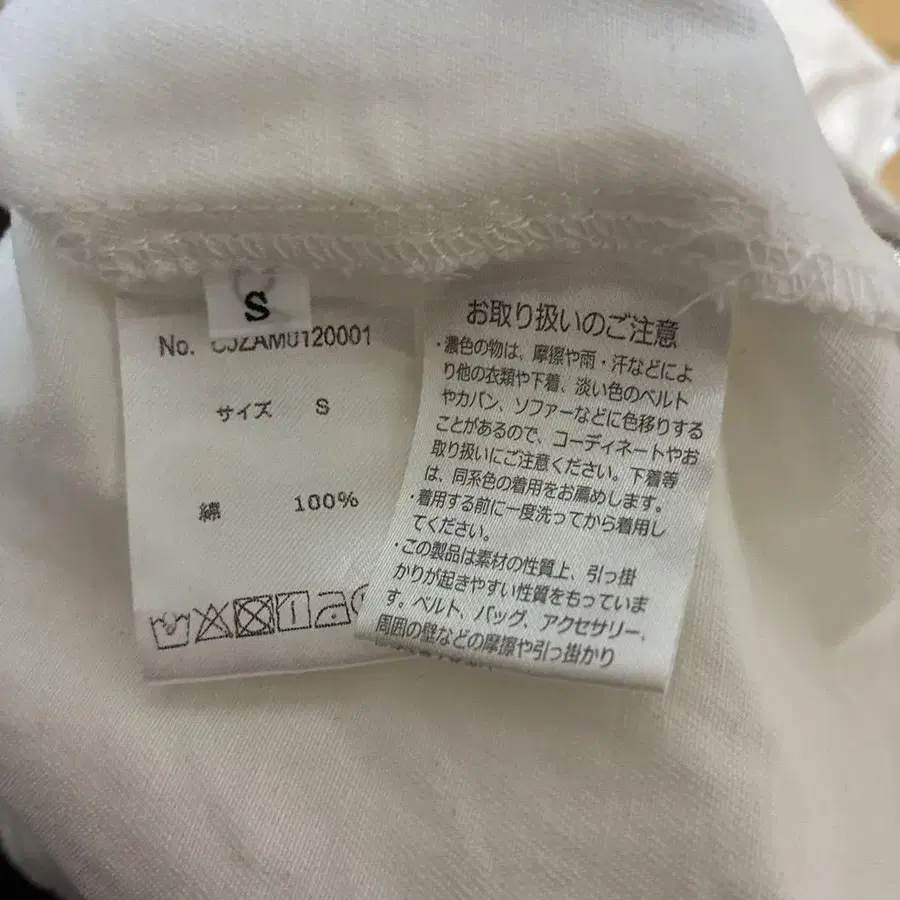 S
No. CJZAM0120001
サイズ S
綿 100%
お取り扱いのご注意
・濃色の物は、摩擦や雨・汗などによ
り他の衣類や下着、淡い色のベルト
やカバン、ソファーなどに色移りする
ことがあるので、コーディネートやお
取り扱いにご注意ください。下着等
は、同系色の着用をお薦めします。
・着用する前に一度洗ってから着用し
てください。
・この製品は素材の性質上、引っ掛
かりが起きやすい性質をもっていま
す。ベルト、バッグ、アクセサリー、
周囲の壁などの摩擦や引っ掛かり